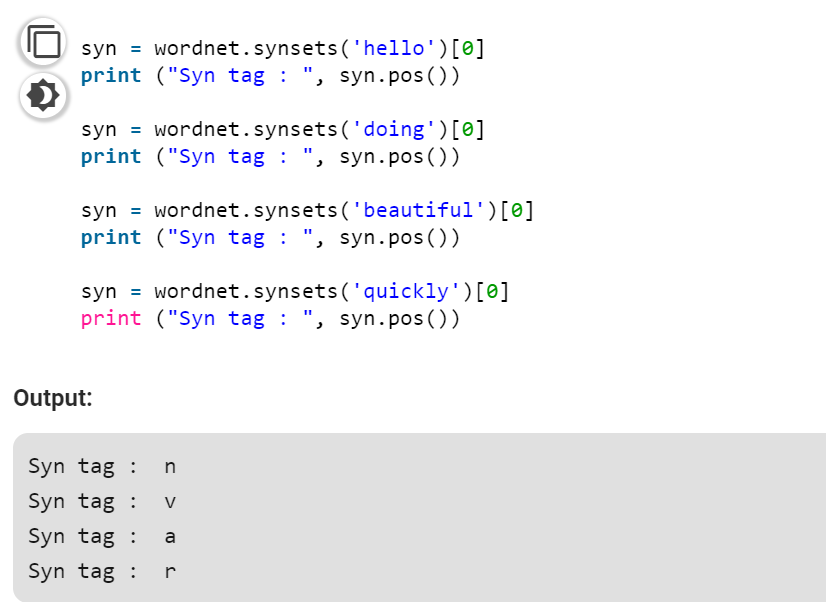 syn = wordnet.synsets('hello')[0]
print ("Syn tag : ", syn.pos())
syn = wordnet.synsets('doing')[0]
print ("Syn tag : ", syn.pos())
syn = wordnet.synsets('beautiful')[0]
print ("Syn tag : ", syn.pos())
syn = wordnet.synsets('quickly')[0]
print ("Syn tag : ", syn.pos())
Output:
Syn tag :  n
Syn tag :  v
Syn tag :  a
Syn tag :  r